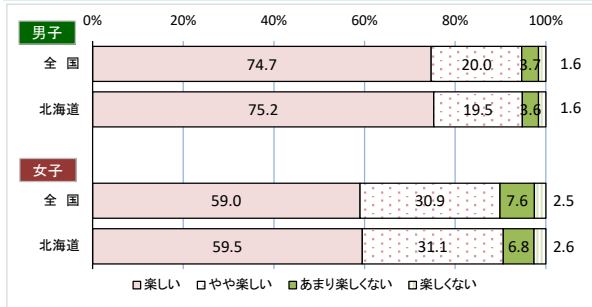 0% 20% 40% 60% 80% 100%
男子
全 国 74.7 20.0 3.7 1.6
北海道 75.2 19.5 3.6 1.6
女子
全 国 59.0 30.9 7.6 2.5
北海道 59.5 31.1 6.8 2.6
楽しい やや楽しい あまり楽しくない 楽しくない